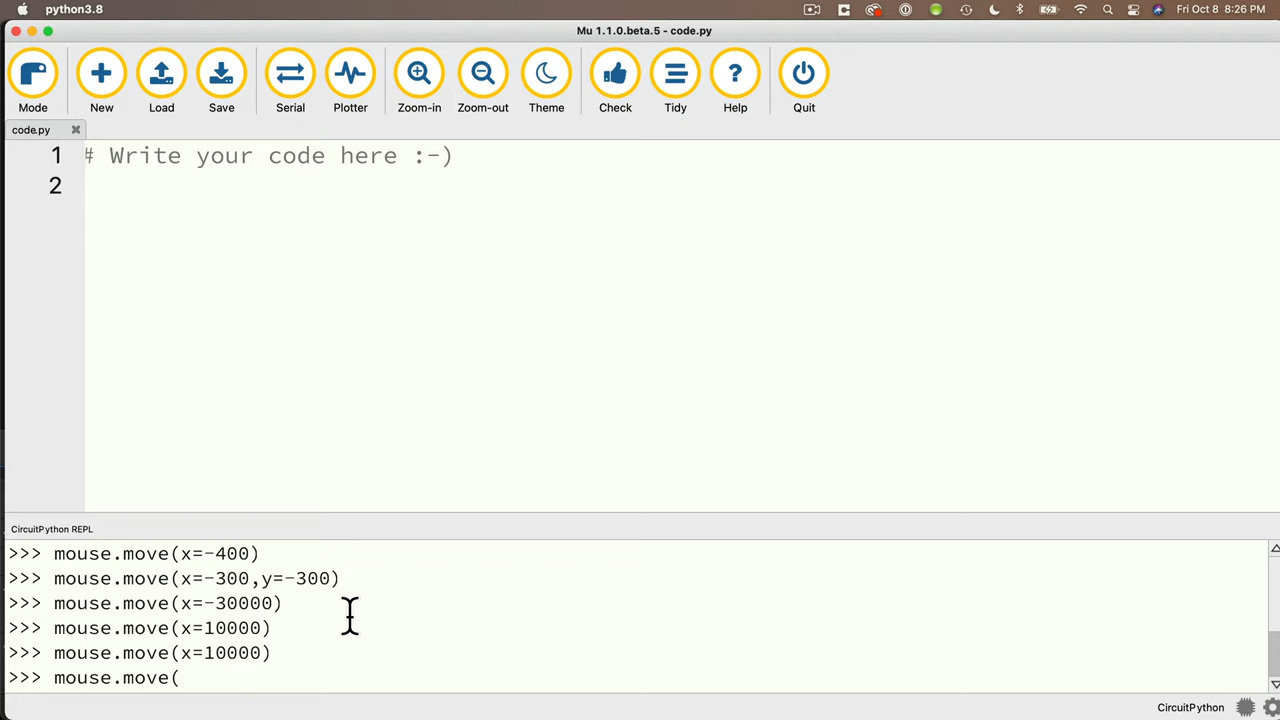 python3.8
Fri Oct 8 8:26 PM
Mu 1.1.0.beta.5 - code.py
Mode New Load Save Serial Plotter Zoom-in Zoom-out Theme Check Tidy Help Quit
code.py
1 # Write your code here :-)
2
CircuitPython REPL
>>> mouse.move(x=-400)
>>> mouse.move(x=-300,y=-300)
>>> mouse.move(x=-30000)
>>> mouse.move(x=10000)
>>> mouse.move(x=10000)
>>> mouse.move(
CircuitPython